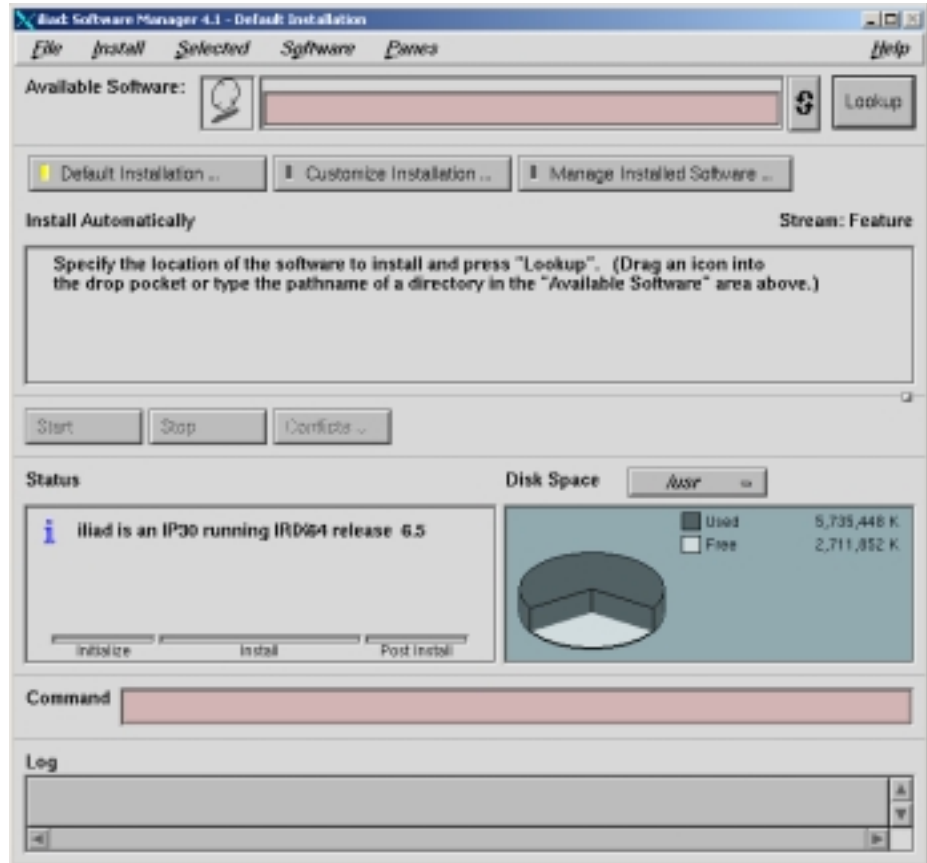 iliad: Software Manager 4.1 - Default Installation
File Install Selected Software Panes Help
Available Software:
Lookup
Default Installation ... Customize Installation ... Manage Installed Software ...
Install Automatically Stream: Feature
Specify the location of the software to install and press "Lookup". (Drag an icon into
the drop pocket or type the pathname of a directory in the "Available Software" area above.)
Start Stop Conflicts ...
Status Disk Space /usr
iliad is an IP30 running IRIX64 release 6.5
Used 5,735,448 K
Free 2,711,852 K
Initialize Install Post Install
Command
Log